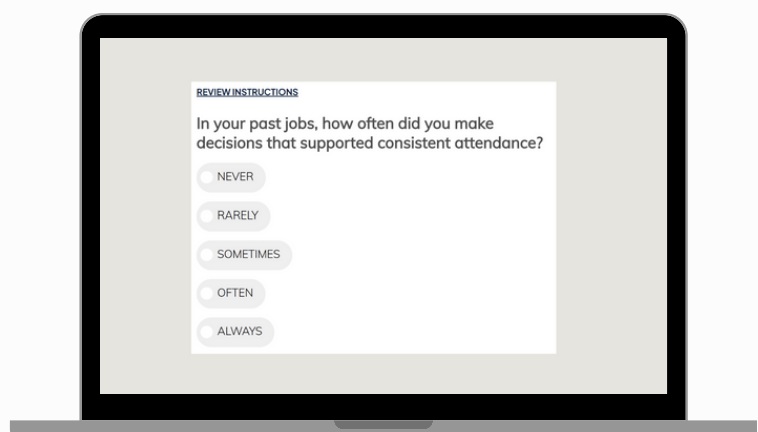 REVIEW INSTRUCTIONS
In your past jobs, how often did you make
decisions that supported consistent attendance?
NEVER
RARELY
SOMETIMES
OFTEN
ALWAYS